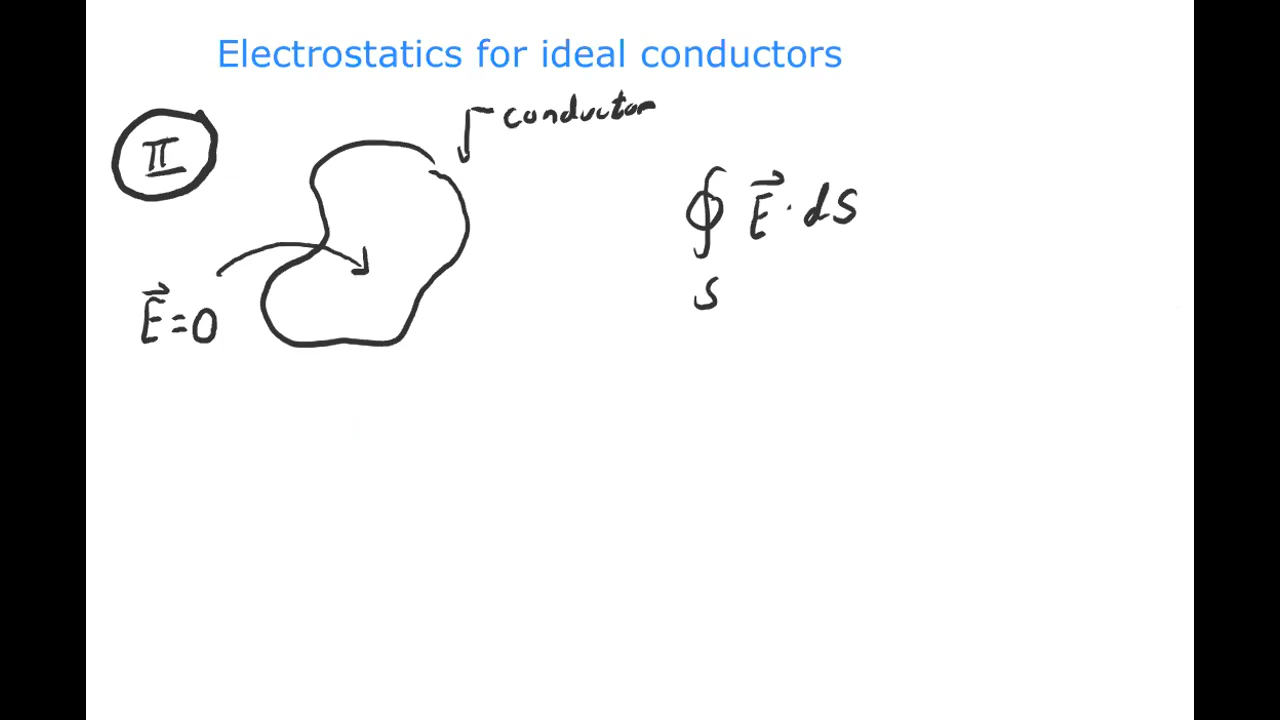 Electrostatics for ideal conductors
II
conductor
∮ E⃗ · dS
S
E⃗ = 0